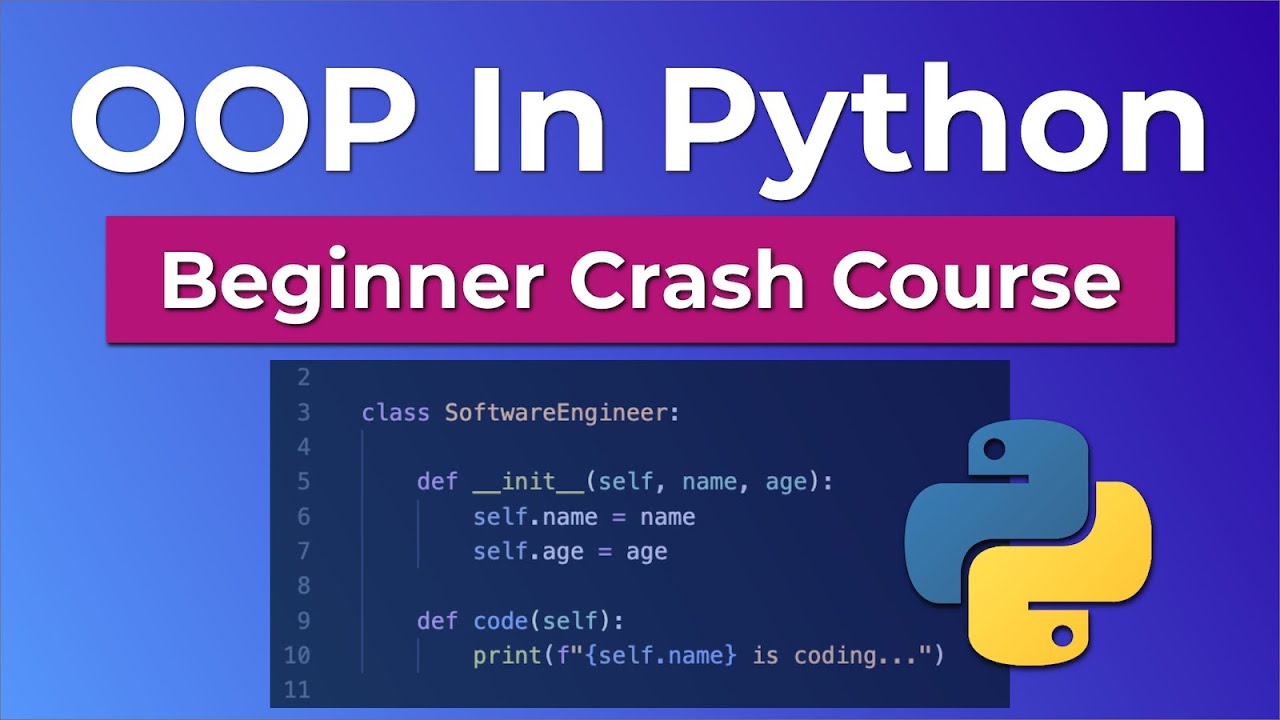 OOP In Python
Beginner Crash Course
2
3 class SoftwareEngineer:
4
5 def __init__(self, name, age):
6 self.name = name
7 self.age = age
8
9 def code(self):
10 print(f"{self.name} is coding...")
11